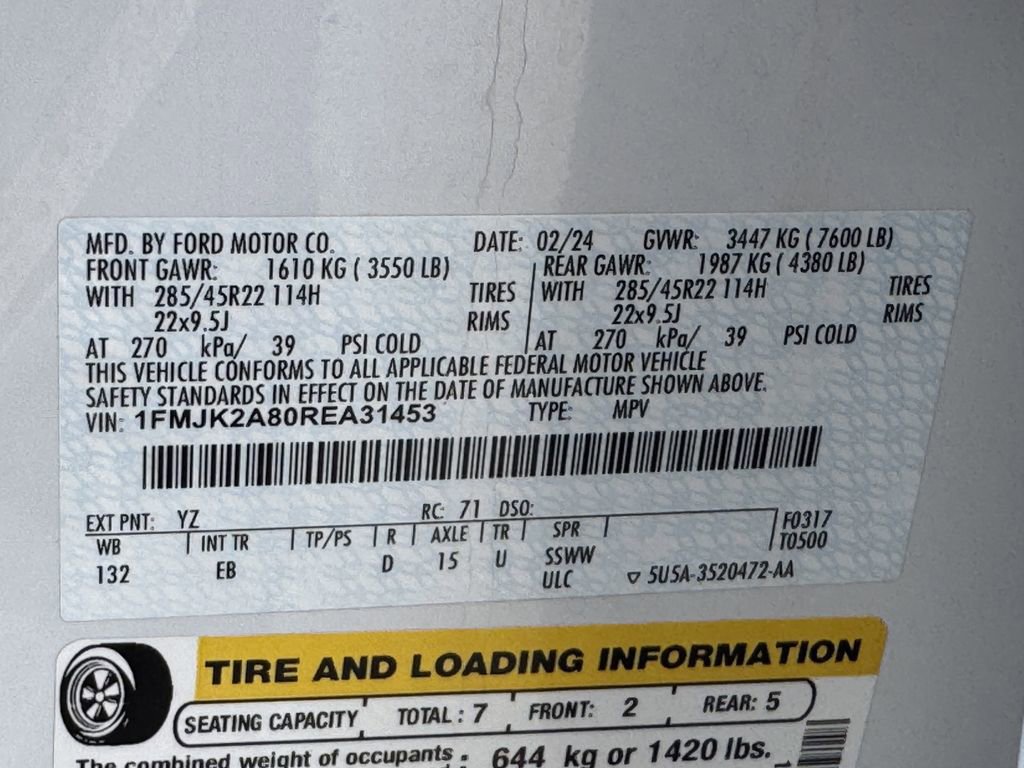 MFD. BY FORD MOTOR CO. DATE: 02/24 GVWR: 3447 KG ( 7600 LB)
FRONT GAWR: 1610 KG ( 3550 LB) REAR GAWR: 1987 KG ( 4380 LB)
WITH 285/45R22 114H TIRES WITH 285/45R22 114H TIRES
22x9.5J RIMS 22x9.5J RIMS
AT 270 kPa/ 39 PSI COLD AT 270 kPa/ 39 PSI COLD
THIS VEHICLE CONFORMS TO ALL APPLICABLE FEDERAL MOTOR VEHICLE
SAFETY STANDARDS IN EFFECT ON THE DATE OF MANUFACTURE SHOWN ABOVE.
VIN: 1FMJK2A80REA31453 TYPE: MPV
EXT PNT: YZ RC: 71 DSO:
WB INT TR TP/PS R AXLE TR SPR F0317
132 EB D 15 U SSWW T0500
ULC 5U5A-3520472-AA
TIRE AND LOADING INFORMATION
SEATING CAPACITY TOTAL : 7 FRONT: 2 REAR: 5
The combined weight of occupants 644 kg or 1420 lbs.